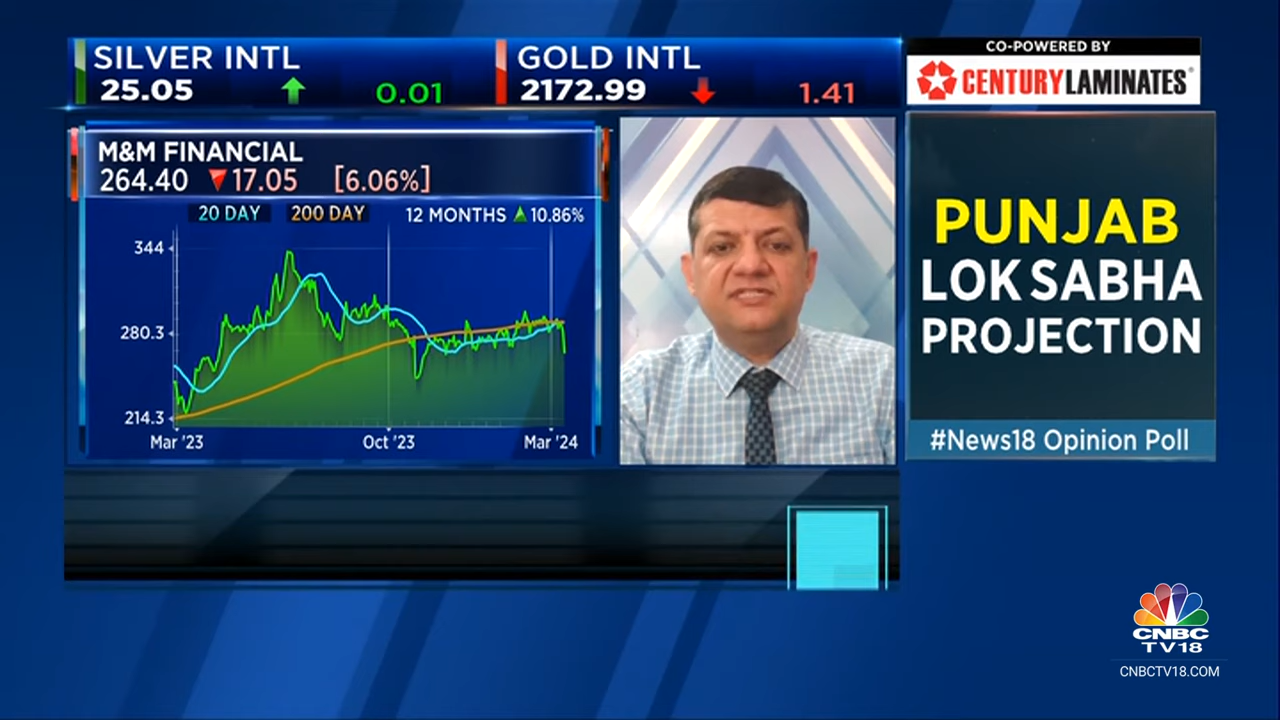 SILVER INTL
25.05 0.01
GOLD INTL
2172.99 1.41
CO-POWERED BY
CENTURYLAMINATES®
M&M FINANCIAL
264.40 ▼17.05 [6.06%]
20 DAY 200 DAY 12 MONTHS ▲10.86%
344
280.3
214.3
Mar '23 Oct '23 Mar '24
PUNJAB
LOK SABHA
PROJECTION
#News18 Opinion Poll
CNBC
TV18
CNBCTV18.COM